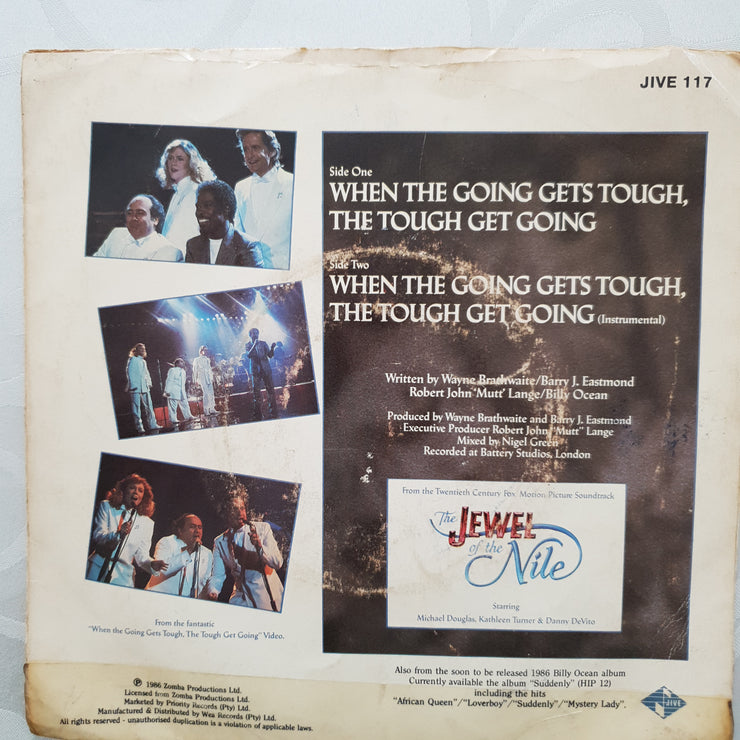 JIVE 117
Side One
WHEN THE GOING GETS TOUGH,
THE TOUGH GET GOING
Side Two
WHEN THE GOING GETS TOUGH,
THE TOUGH GET GOING (Instrumental)
Written by Wayne Brathwaite/Barry J. Eastmond
Robert John "Mutt" Lange/Billy Ocean
Produced by Wayne Brathwaite and Barry J. Eastmond
Executive Producer Robert John "Mutt" Lange
Mixed by Nigel Green
Recorded at Battery Studios, London
From the Twentieth Century Fox Motion Picture Soundtrack
The JEWEL
of the Nile
Starring
Michael Douglas, Kathleen Turner & Danny DeVito
From the fantastic
"When the Going Gets Tough, The Tough Get Going" Video.
℗ 1986 Zomba Productions Ltd.
Licensed from Zomba Productions Ltd.
Marketed by Priority Records (Pty) Ltd.
Manufactured & Distributed by Wea Records (Pty) Ltd.
All rights reserved - unauthorised duplication is a violation of applicable laws.
Also from the soon to be released 1986 Billy Ocean album
Currently available the album "Suddenly" (HIP 12)
including the hits
"African Queen"/"Loverboy"/"Suddenly"/"Mystery Lady".
JIVE